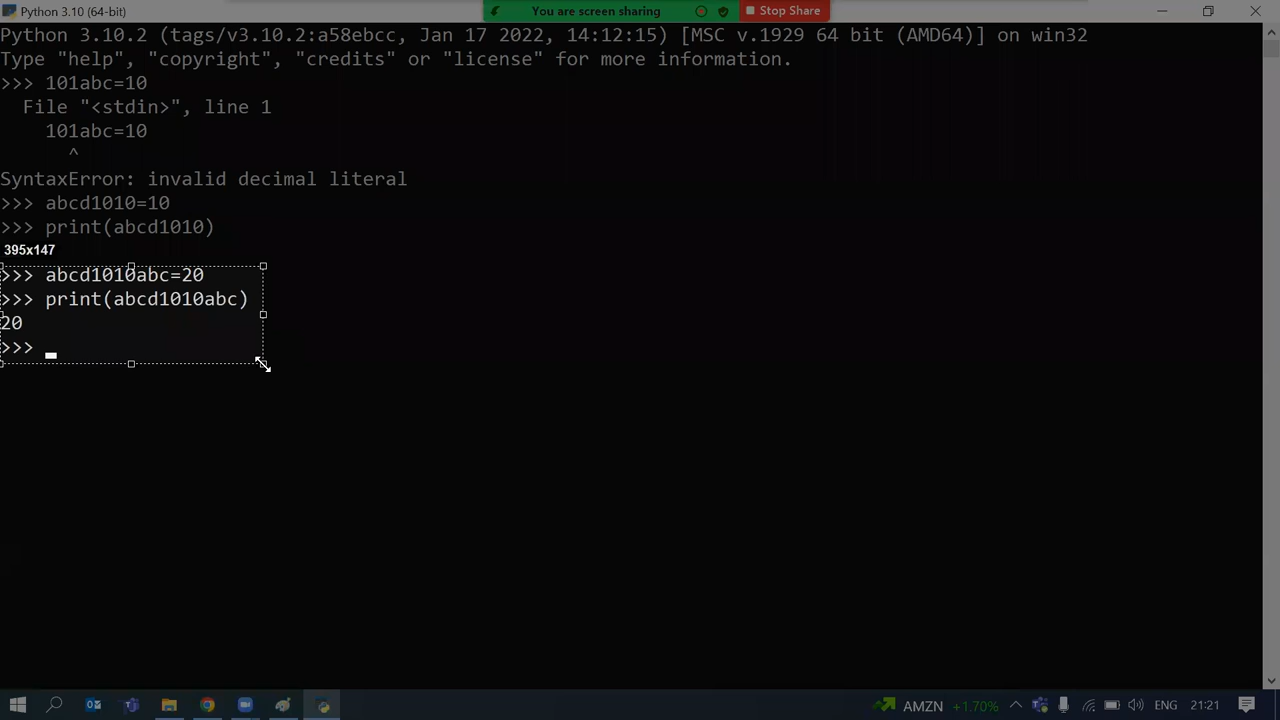 Python 3.10 (64-bit)
You are screen sharing
Stop Share
Python 3.10.2 (tags/v3.10.2:a58ebcc, Jan 17 2022, 14:12:15) [MSC v.1929 64 bit (AMD64)] on win32
Type "help", "copyright", "credits" or "license" for more information.
>>> 101abc=10
File "<stdin>", line 1
101abc=10
^
SyntaxError: invalid decimal literal
>>> abcd1010=10
>>> print(abcd1010)
395x147
>>> abcd1010abc=20
>>> print(abcd1010abc)
20
>>>
AMZN +1.70% ENG 21:21